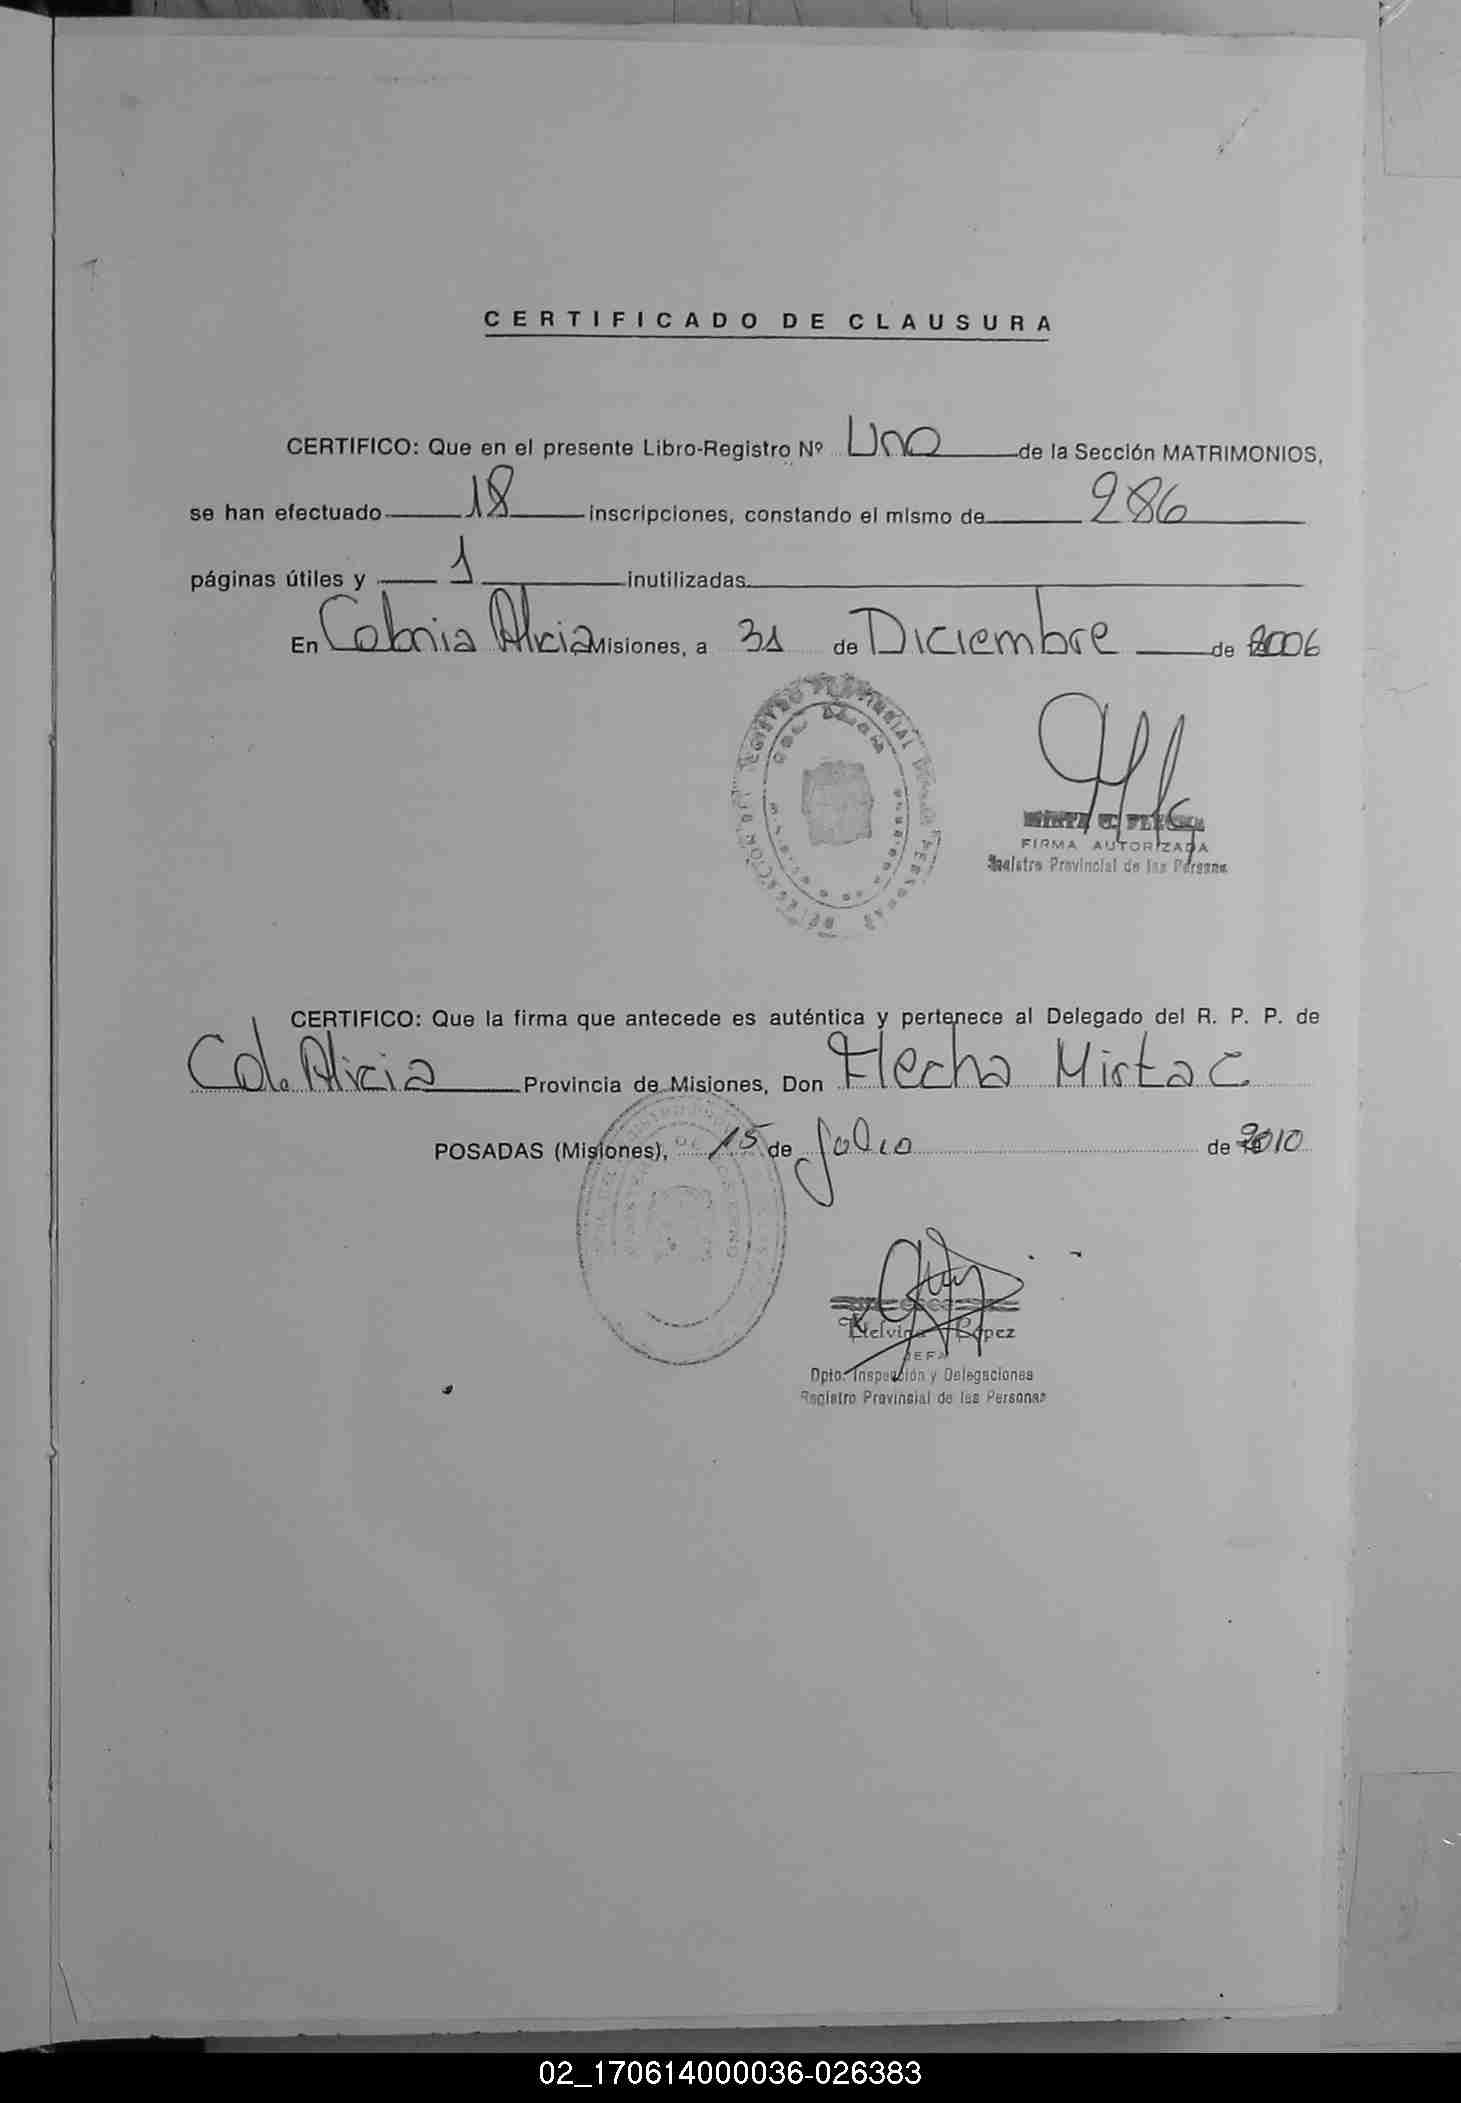 CERTIFICADO DE CLAUSURA
CERTIFICO: Que en el presente Libro-Registro Nº Uno de la Sección MATRIMONIOS,
se han efectuado 18 inscripciones, constando el mismo de 286
páginas útiles y 1 inutilizadas
En Colonia Alicia Misiones, a 31 de Diciembre de 2006
FIRMA AUTORIZADA
Registro Provincial de las Personas
CERTIFICO: Que la firma que antecede es auténtica y pertenece al Delegado del R. P. P. de
Col. Alicia Provincia de Misiones, Don Flecha Mirta C
POSADAS (Misiones), 15 de Julio de 2010
López
JEFA
Dpto. Inspección y Delegaciones
Registro Provincial de las Personas
02_170614000036-026383